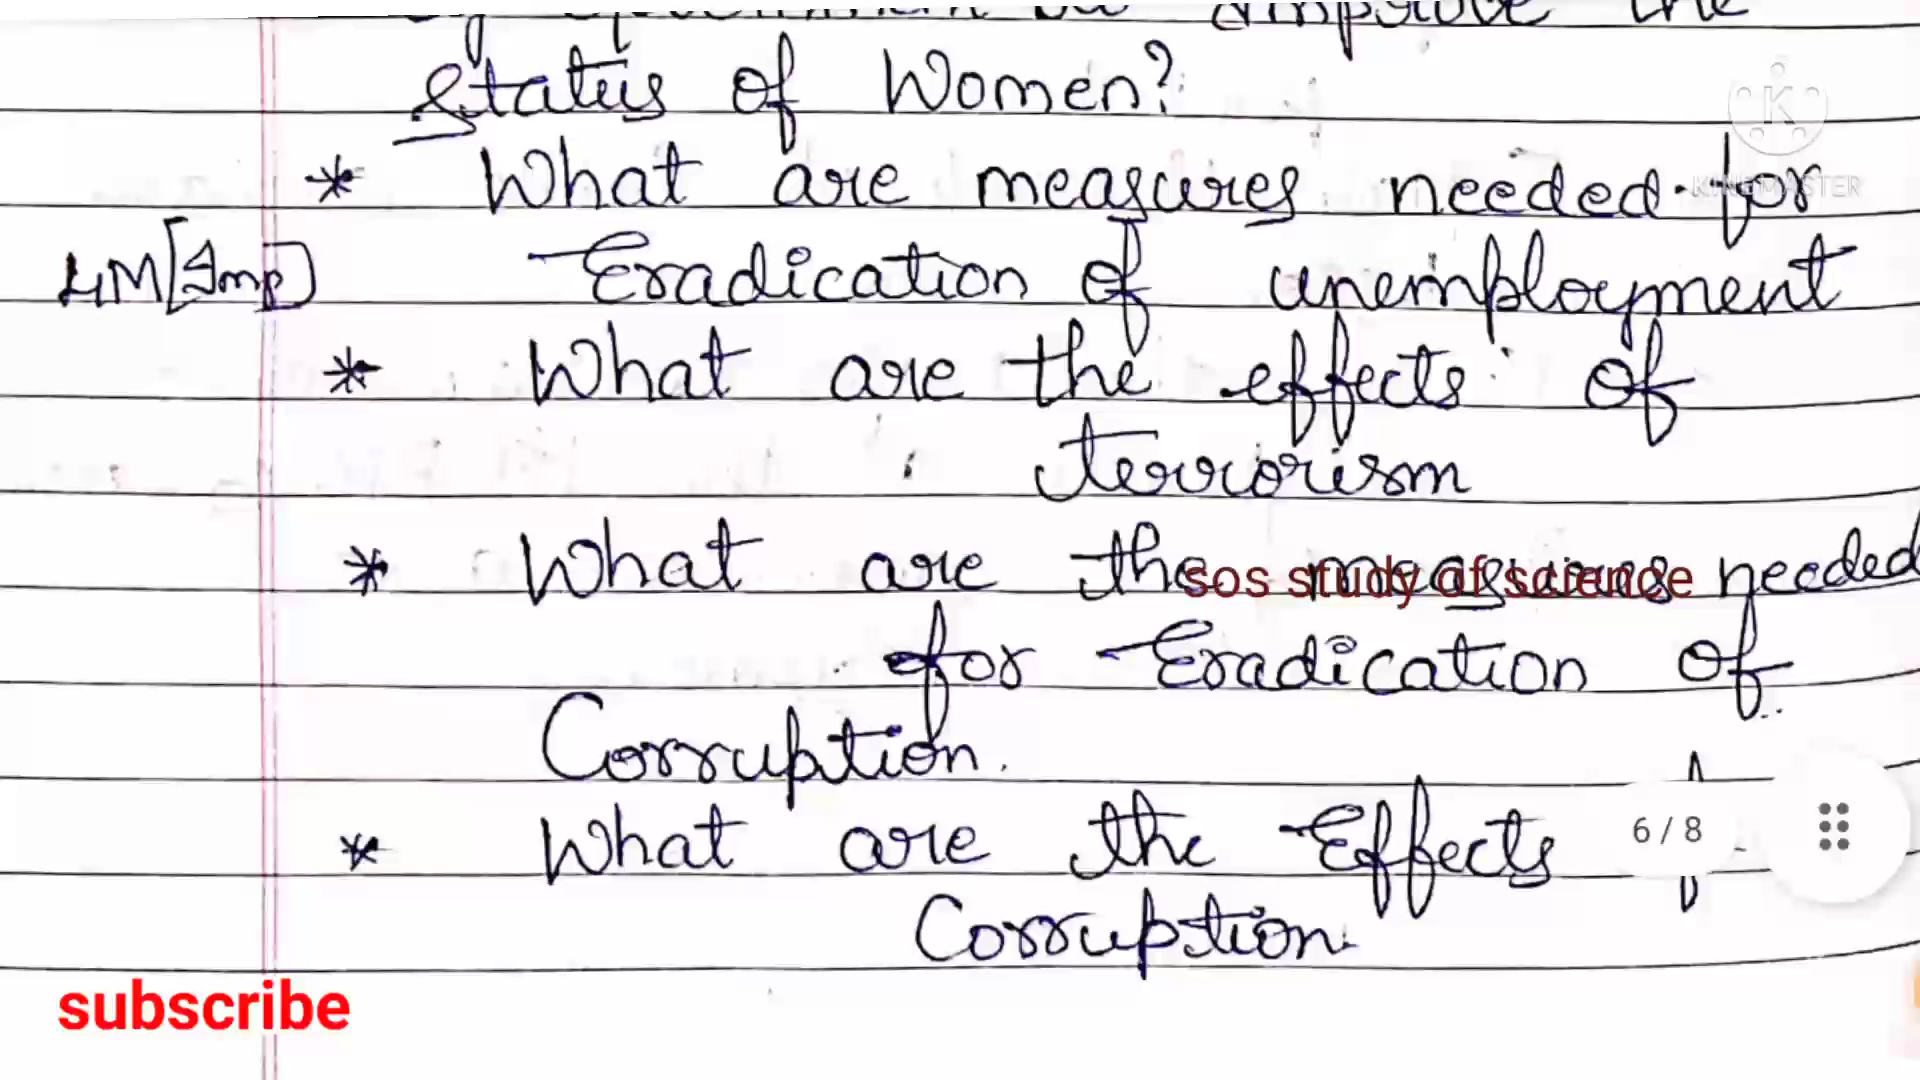 improve the
status of Women?
* What are measures needed for
4M [Imp] Eradication of unemployment
* What are the effects of
terrorism
* What are the measures needed
sos study of science
for Eradication of
Corruption.
* What are the Effects of
6 / 8
Corruption.
KINEMASTER
subscribe